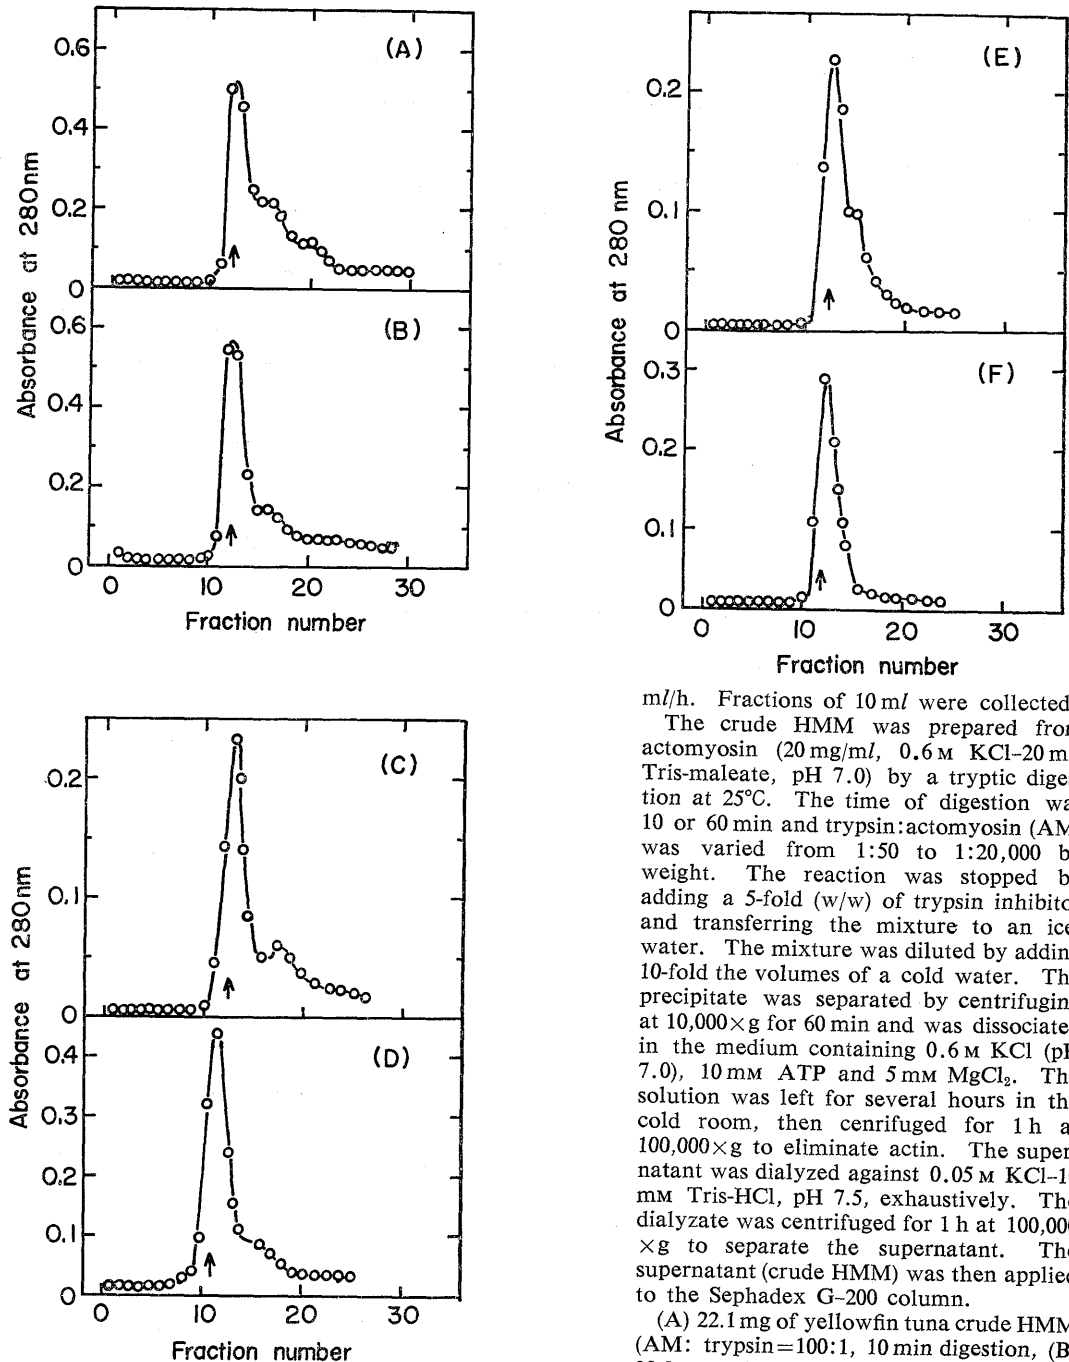 (A)
0.6
0.4
0.2
0
Absorbance at 280nm
(B)
0.6
0.4
0.2
0
0 10 20 30
Fraction number
(C)
0.2
0.1
0
Absorbance at 280nm
(D)
0.4
0.3
0.2
0.1
0
0 10 20 30
Fraction number
(E)
0.2
0.1
0
Absorbance at 280 nm
(F)
0.3
0.2
0.1
0
0 10 20 30
Fraction number
ml/h. Fractions of 10 ml were collected
The crude HMM was prepared from
actomyosin (20 mg/ml, 0.6 M KCl-20 m
Tris-maleate, pH 7.0) by a tryptic diges
tion at 25°C. The time of digestion wa
10 or 60 min and trypsin:actomyosin (AM
was varied from 1:50 to 1:20,000 b
weight. The reaction was stopped b
adding a 5-fold (w/w) of trypsin inhibito
and transferring the mixture to an ice
water. The mixture was diluted by addin
10-fold the volumes of a cold water. Th
precipitate was separated by centrifugin
at 10,000×g for 60 min and was dissociate
in the medium containing 0.6 M KCl (pH
7.0), 10 mM ATP and 5 mM MgCl₂. Th
solution was left for several hours in th
cold room, then cenrifuged for 1 h a
100,000×g to eliminate actin. The super
natant was dialyzed against 0.05 M KCl-1
mM Tris-HCl, pH 7.5, exhaustively. Th
dialyzate was centrifuged for 1 h at 100,000
×g to separate the supernatant. The
supernatant (crude HMM) was then applied
to the Sephadex G-200 column.
(A) 22.1 mg of yellowfin tuna crude HMM
(AM: trypsin=100:1, 10 min digestion, (B